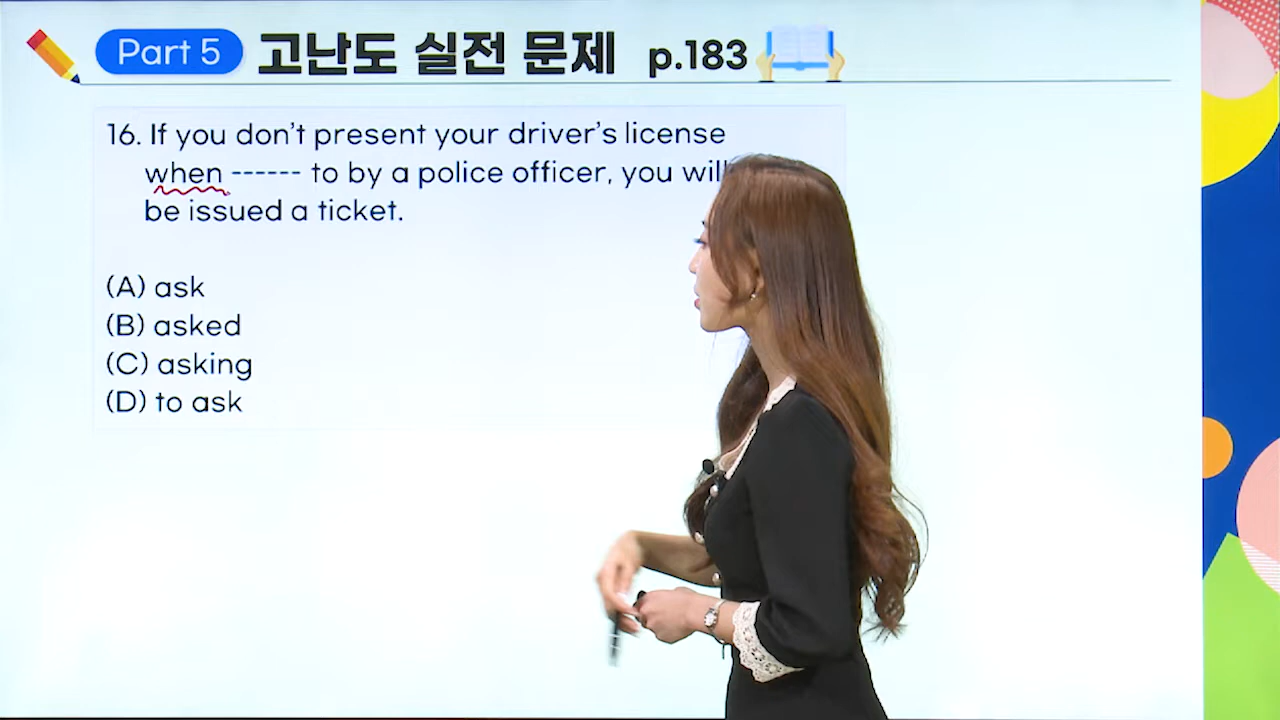 Part 5 고난도 실전 문제 p.183
16. If you don't present your driver's license
when ------ to by a police officer, you will
be issued a ticket.
(A) ask
(B) asked
(C) asking
(D) to ask